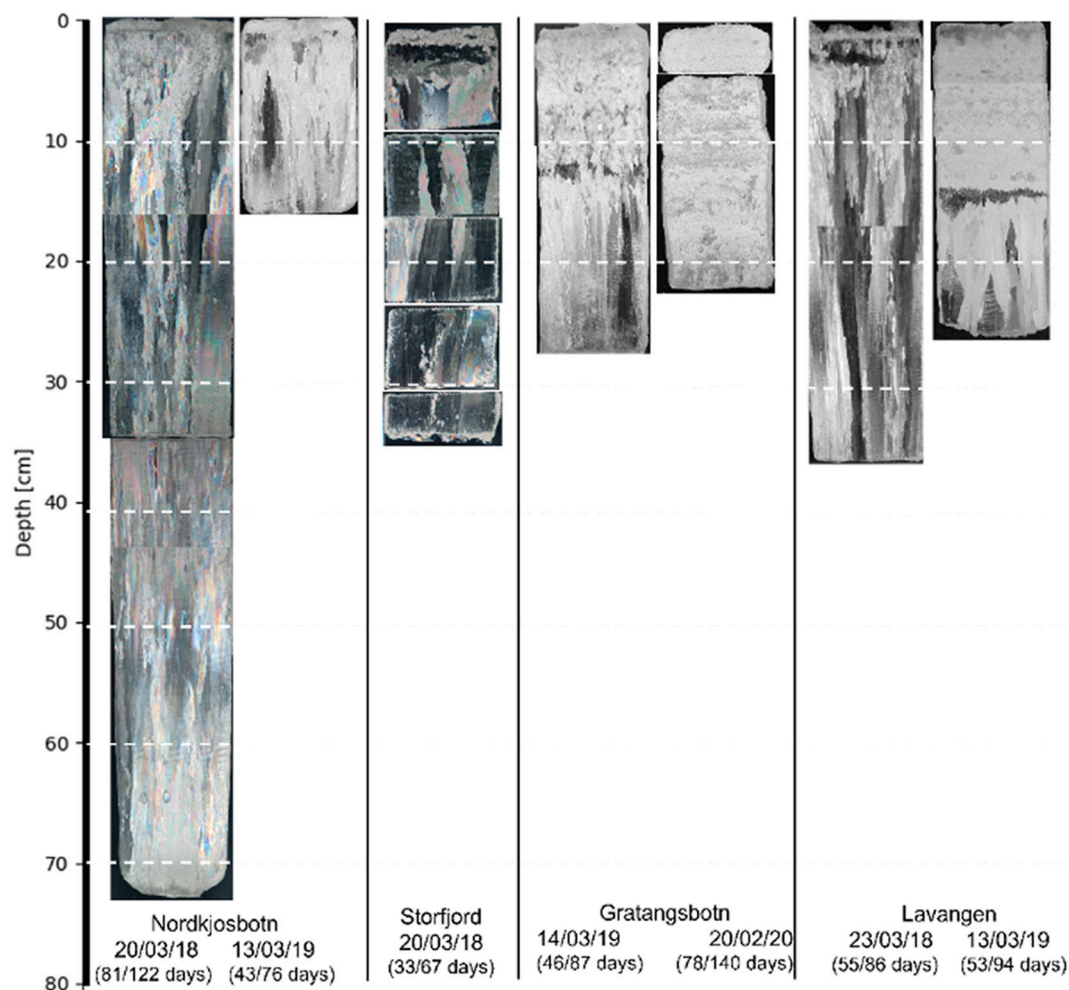 0
10
20
30
40
50
60
70
80
Depth [cm]
Nordkjosbotn
20/03/18 13/03/19
(81/122 days) (43/76 days)
Storfjord
20/03/18
(33/67 days)
Gratangsbotn
14/03/19 20/02/20
(46/87 days) (78/140 days)
Lavangen
23/03/18 13/03/19
(55/86 days) (53/94 days)